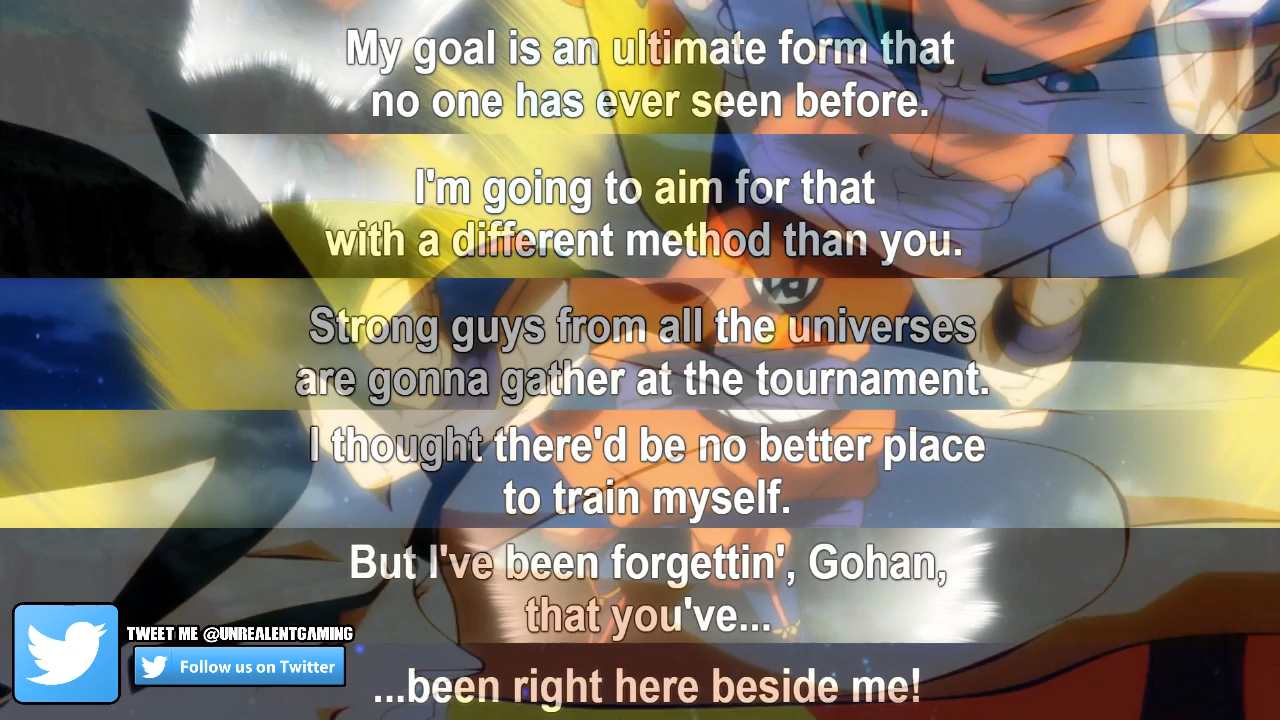 My goal is an ultimate form that
no one has ever seen before.
I'm going to aim for that
with a different method than you.
Strong guys from all the universes
are gonna gather at the tournament.
I thought there'd be no better place
to train myself.
But I've been forgettin', Gohan,
that you've...
TWEET ME @UNREALENTGAMING
Follow us on Twitter
...been right here beside me!